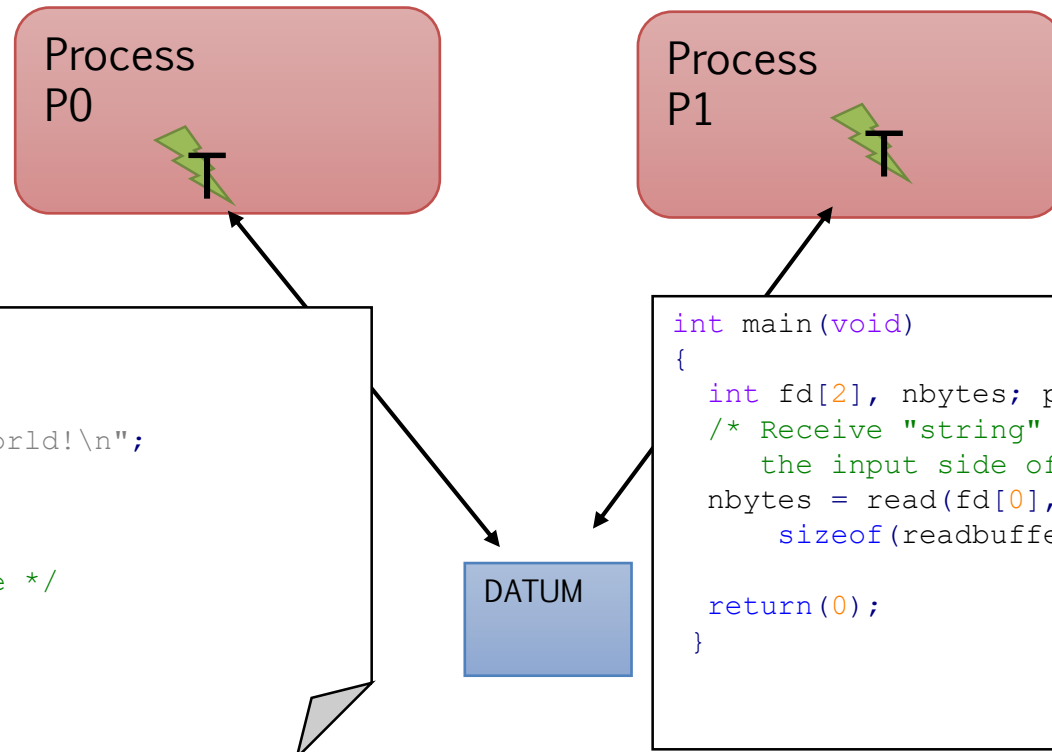 Process
P0
T
Process
P1
T
orld!\n";
e */
DATUM
int main(void)
{
int fd[2], nbytes; p
/* Receive "string"
the input side of
nbytes = read(fd[0],
sizeof(readbuffe
return(0);
}